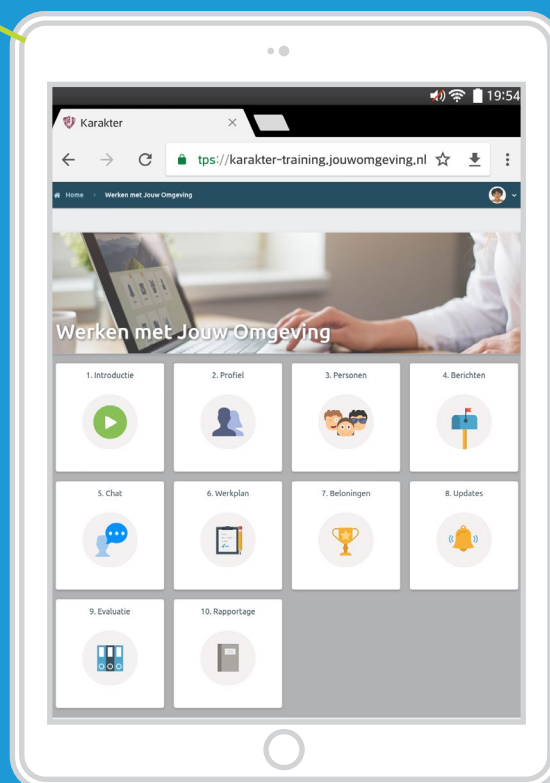 19:54
Karakter
tps://karakter-training.jouwomgeving.nl
Home > Werken met Jouw Omgeving
Werken met Jouw Omgeving
1. Introductie
2. Profiel
3. Personen
4. Berichten
5. Chat
6. Werkplan
7. Beloningen
8. Updates
9. Evaluatie
10. Rapportage